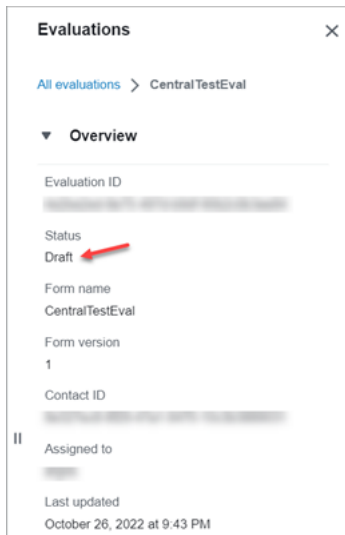 Evaluations
All evaluations > CentralTestEval
Overview
Evaluation ID
Status
Draft
Form name
CentralTestEval
Form version
1
Contact ID
Assigned to
Last updated
October 26, 2022 at 9:43 PM